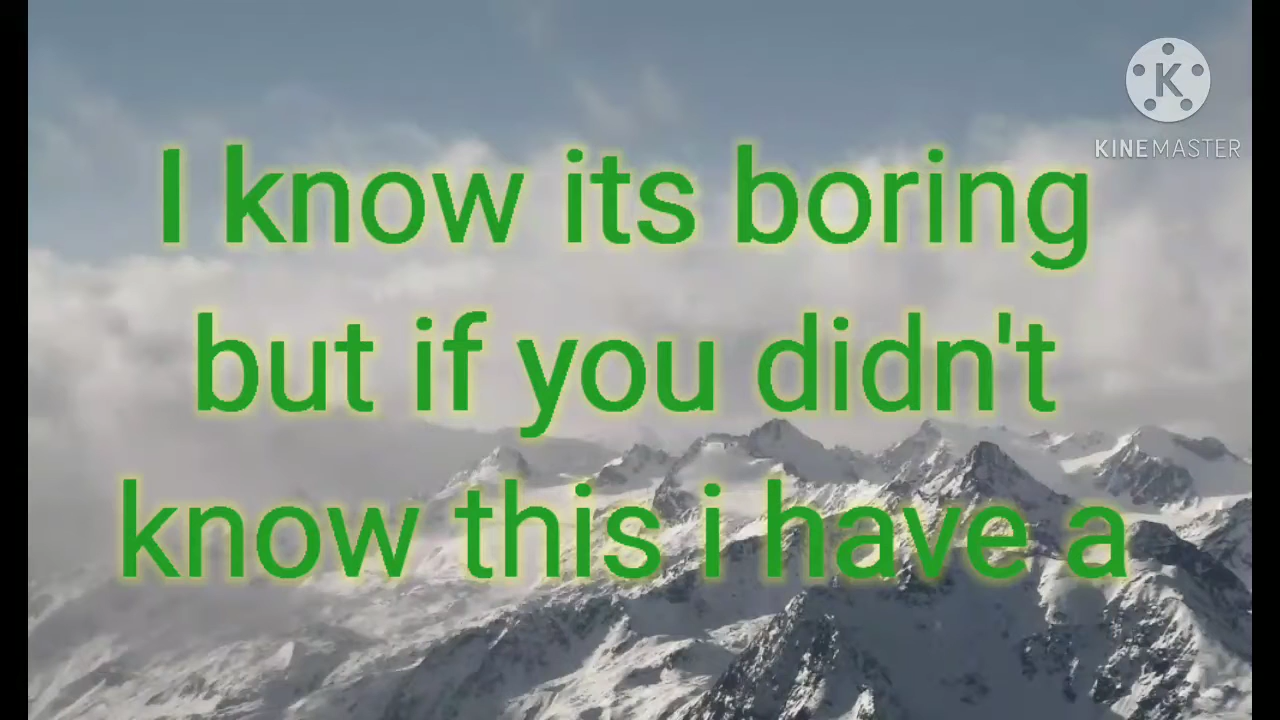 K
KINEMASTER
I know its boring
but if you didn't
know this i have a